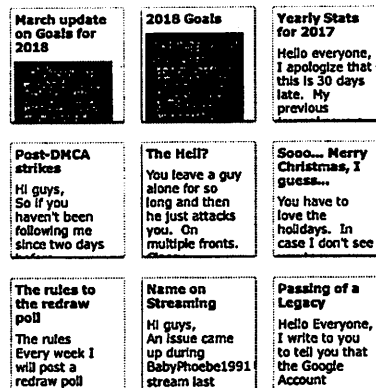 March update
on Goals for
2018
2018 Goals
Yearly Stats
for 2017
Hello everyone,
I apologize that
this is 30 days
late. My
previous
Post-DMCA
strikes
Hi guys,
So if you
haven't been
following me
since two days
The Hell?
You leave a guy
alone for so
long and then
he just attacks
you. On
multiple fronts.
Sooo... Merry
Christmas, I
guess...
You have to
love the
holidays. In
case I don't see
The rules to
the redraw
poll
The rules
Every week I
will post a
redraw poll
Name on
Streaming
Hi guys,
An issue came
up during
BabyPhoebe1991
stream last
Passing of a
Legacy
Hello Everyone,
I write to you
to tell you that
the Google
Account